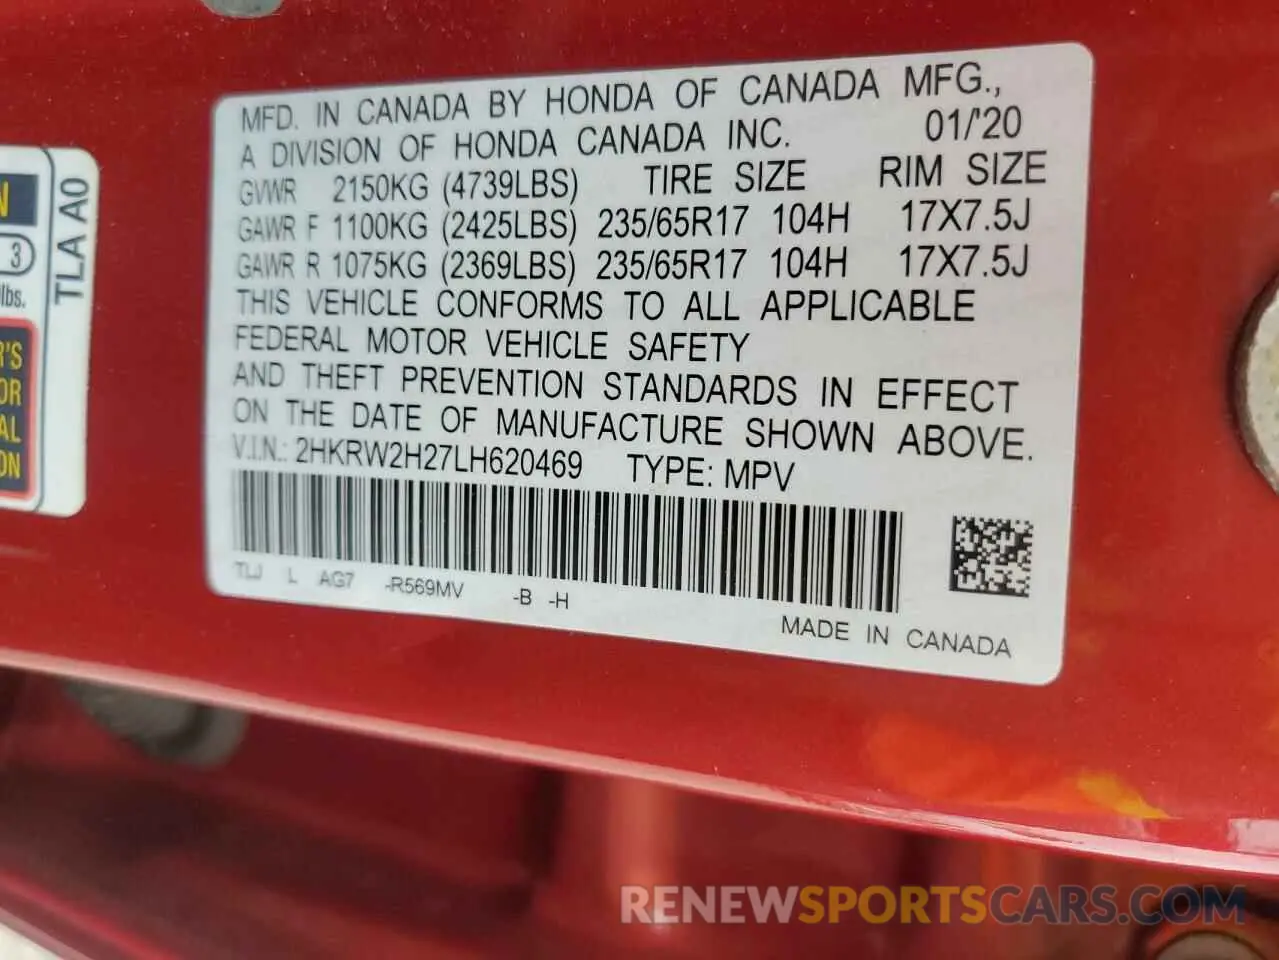 MFD. IN CANADA BY HONDA OF CANADA MFG.,
A DIVISION OF HONDA CANADA INC. 01/'20
GVWR 2150KG (4739LBS) TIRE SIZE RIM SIZE
GAWR F 1100KG (2425LBS) 235/65R17 104H 17X7.5J
GAWR R 1075KG (2369LBS) 235/65R17 104H 17X7.5J
THIS VEHICLE CONFORMS TO ALL APPLICABLE
FEDERAL MOTOR VEHICLE SAFETY
AND THEFT PREVENTION STANDARDS IN EFFECT
ON THE DATE OF MANUFACTURE SHOWN ABOVE.
V.I.N.: 2HKRW2H27LH620469 TYPE: MPV
TLJ L AG7 -R569MV -B -H
MADE IN CANADA
TLA A0
3
lbs.
RENEWSPORTSCARS.COM